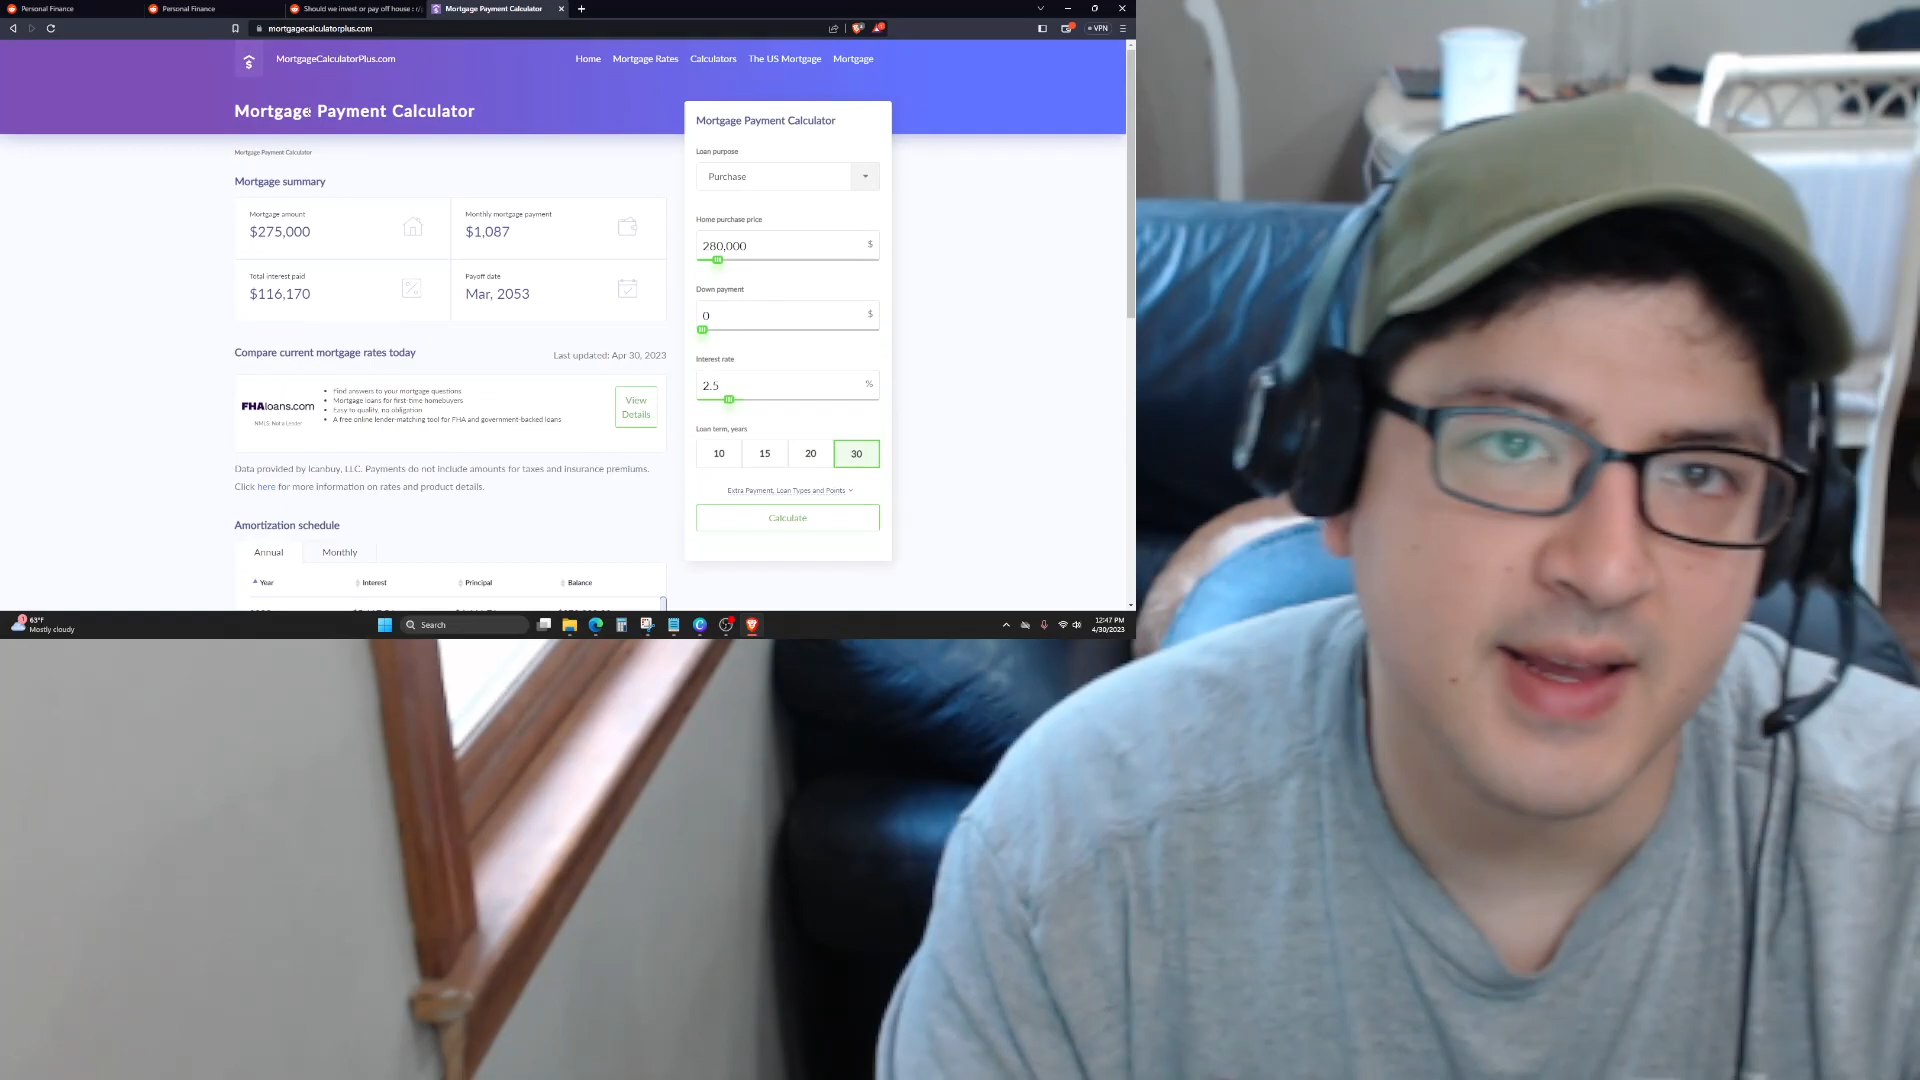 Personal Finance
Personal Finance
Should we invest or pay off house : r/
Mortgage Payment Calculator
mortgagecalculatorplus.com
VPN
MortgageCalculatorPlus.com
Home
Mortgage Rates
Calculators
The US Mortgage
Mortgage
Mortgage Payment Calculator
Mortgage Payment Calculator
Mortgage summary
Mortgage amount
$275,000
Monthly mortgage payment
$1,087
Total interest paid
$116,170
Payoff date
Mar, 2053
Compare current mortgage rates today
Last updated: Apr 30, 2023
FHAloans.com
NMLS: Not a Lender
Find answers to your mortgage questions
Mortgage loans for first-time homebuyers
Easy to qualify, no obligation
A free online lender-matching tool for FHA and government-backed loans
View
Details
Data provided by Icanbuy, LLC. Payments do not include amounts for taxes and insurance premiums.
Click here for more information on rates and product details.
Amortization schedule
Annual
Monthly
Year
Interest
Principal
Balance
Mortgage Payment Calculator
Loan purpose
Purchase
Home purchase price
280,000 $
Down payment
0 $
Interest rate
2.5 %
Loan term, years
10 15 20 30
Extra Payment, Loan Types and Points
Calculate
63°F
Mostly cloudy
Search
12:47 PM
4/30/2023